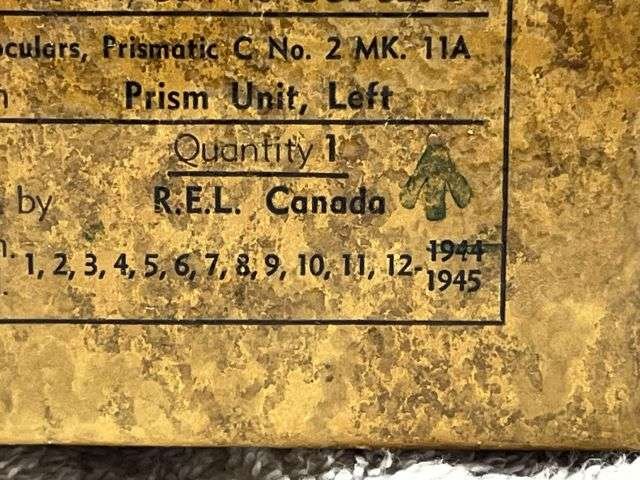 oculars, Prismatic C No. 2 MK. 11A
Prism Unit, Left
Quantity 1
by R.E.L. Canada
1, 2, 3, 4, 5, 6, 7, 8, 9, 10, 11, 12-1944
1945